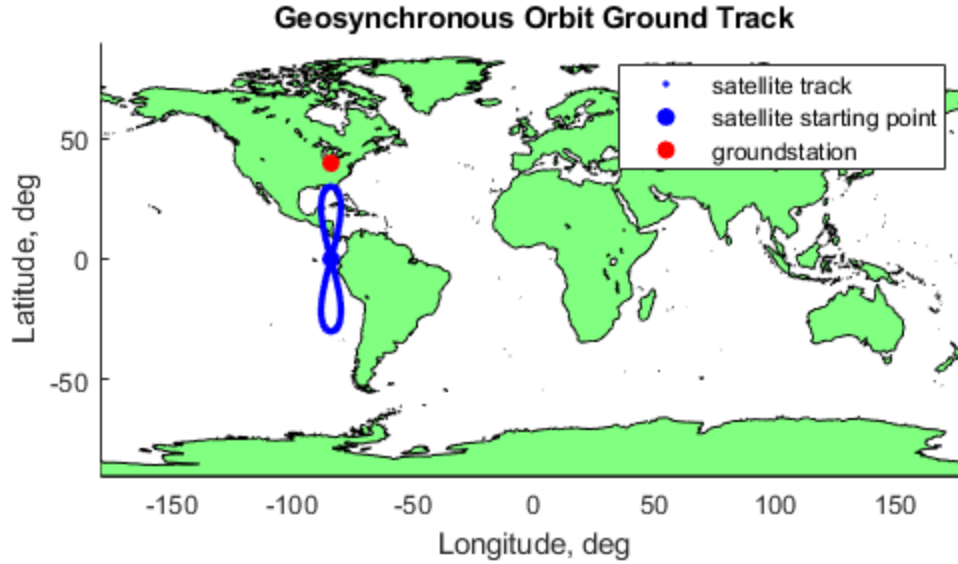 Geosynchronous Orbit Ground Track
satellite track
satellite starting point
groundstation
50
0
-50
Latitude, deg
-150
-100
-50
0
50
100
150
Longitude, deg